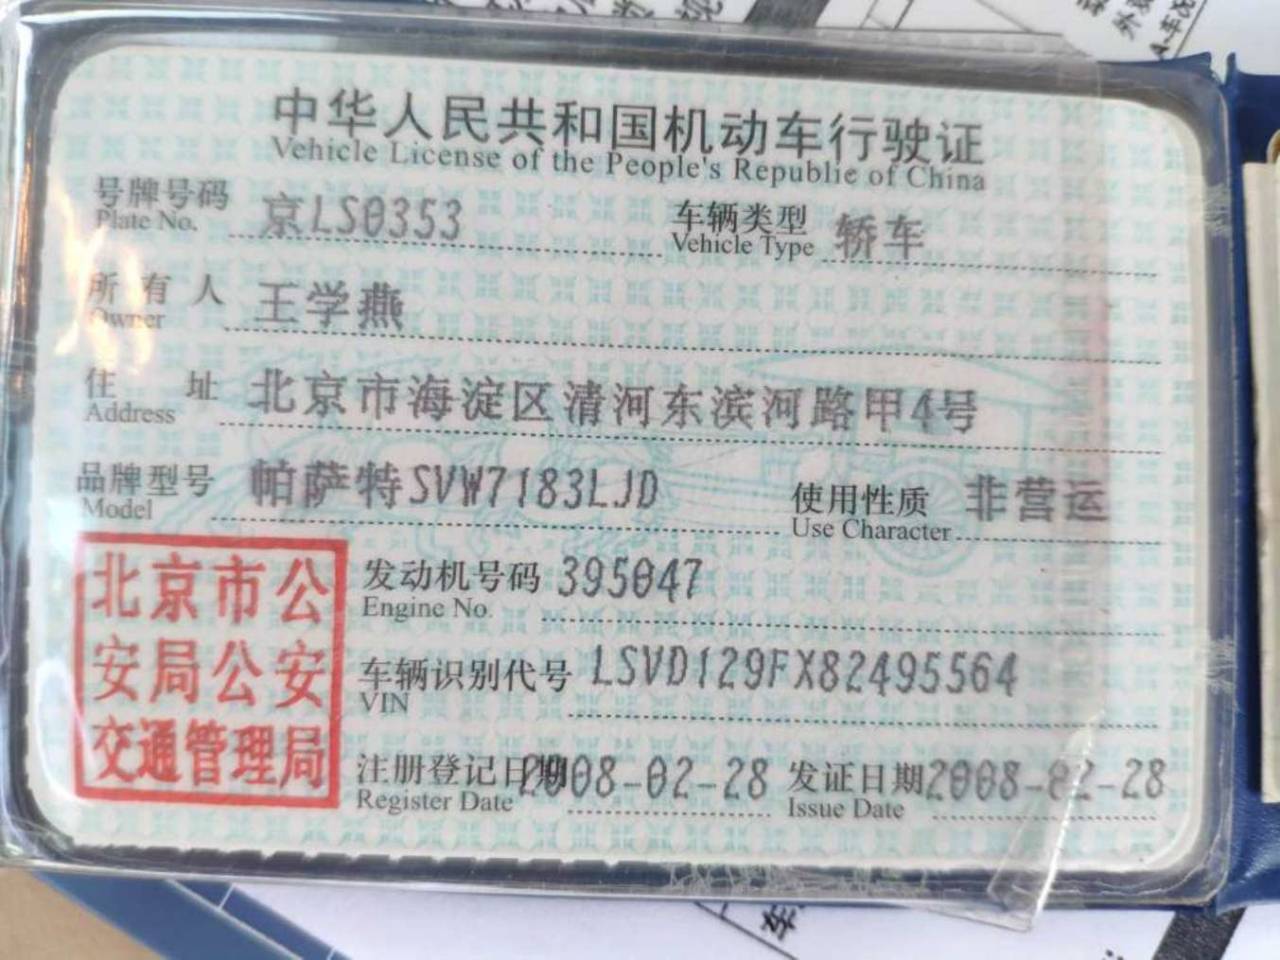 中华人民共和国机动车行驶证
Vehicle License of the People's Republic of China
号牌号码 京LS0353 车辆类型 轿车
Plate No. Vehicle Type
所有人 王学燕
Owner
住址 北京市海淀区清河东滨河路甲4号
Address
品牌型号 帕萨特SVW7183LJD 使用性质 非营运
Model Use Character
北京市公
安局公安
交通管理局
发动机号码 395047
Engine No.
车辆识别代号 LSVD129FX82495564
VIN
注册登记日期 2008-02-28 发证日期 2008-02-28
Register Date Issue Date